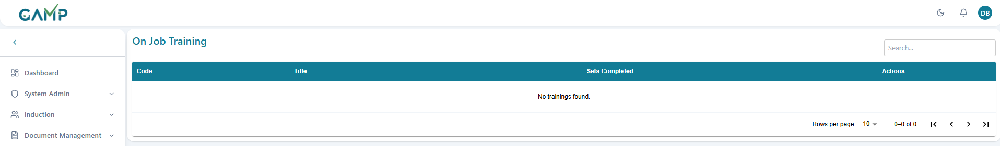 GAMP
DB
On Job Training
Search...
Code Title Sets Completed Actions
Dashboard
System Admin
No trainings found.
Induction
Rows per page: 10 0–0 of 0
Document Management